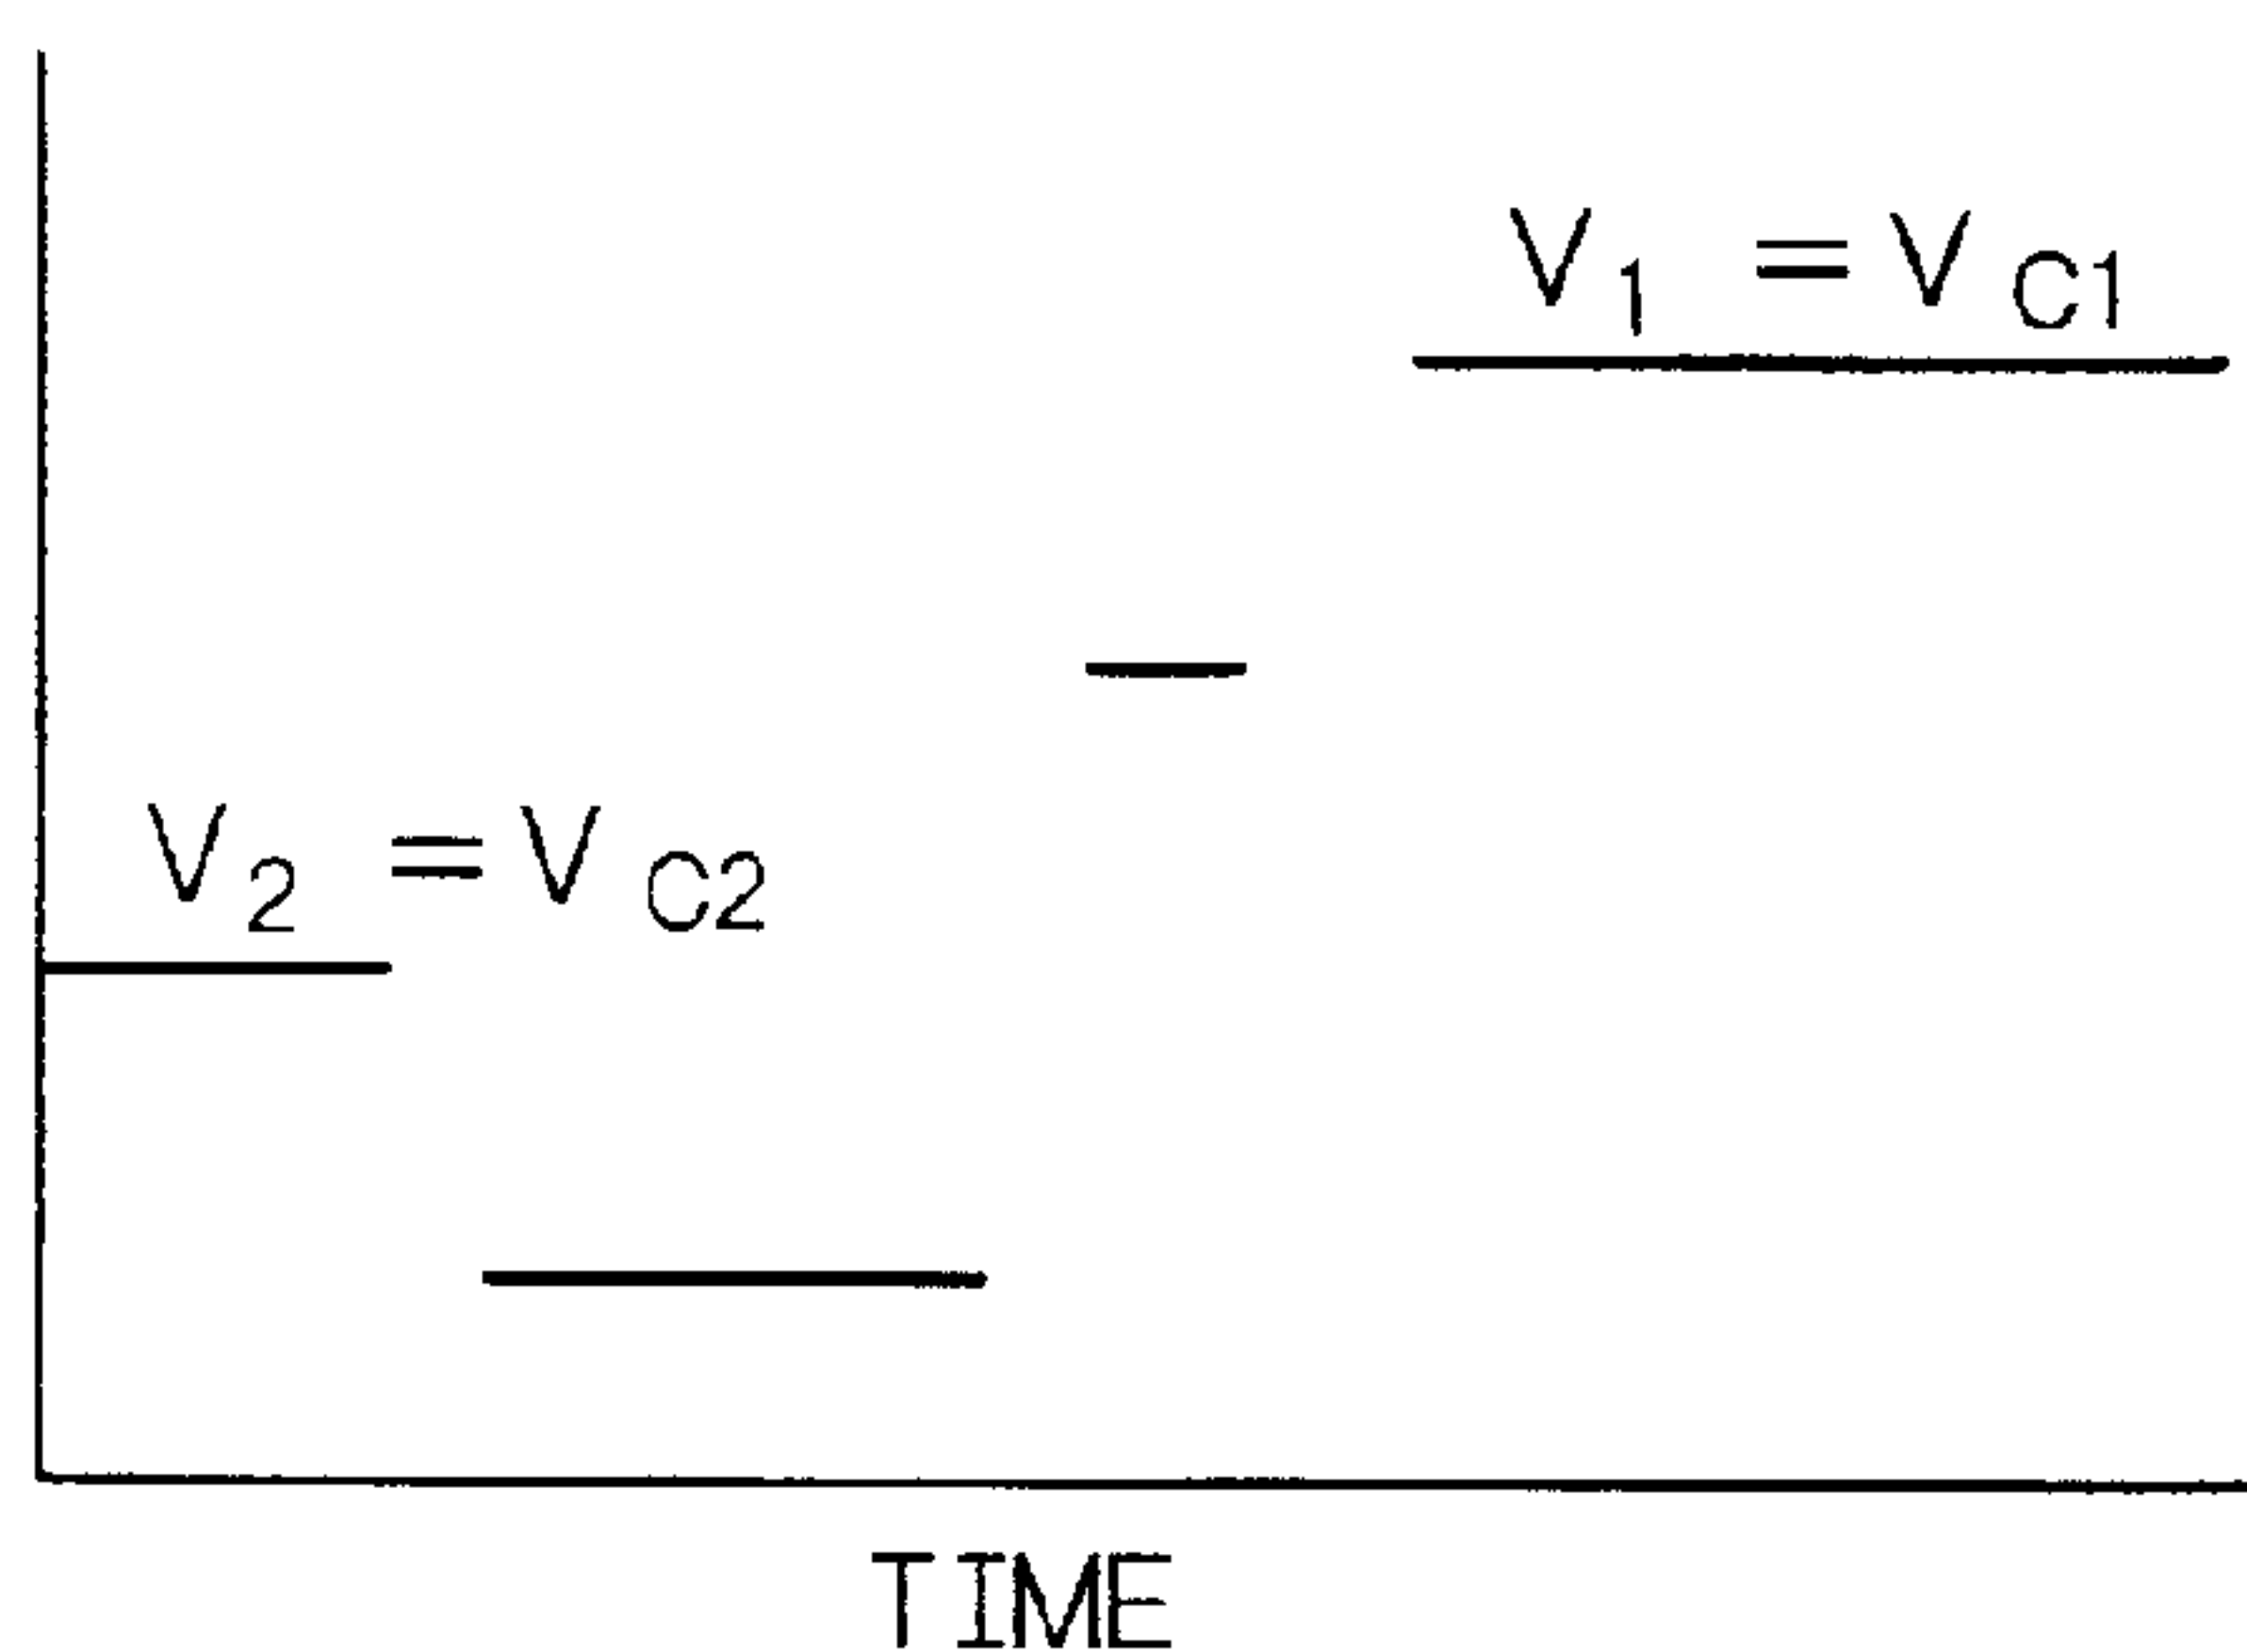 V1 = VC1
V2 = VC2
TIME